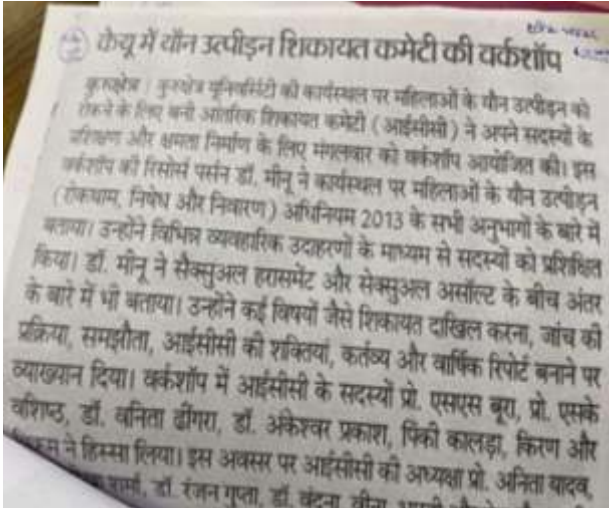 केयू में यौन उत्पीड़न शिकायत कमेटी की वर्कशॉप
कुरुक्षेत्र | कुरुक्षेत्र यूनिवर्सिटी की कार्यस्थल पर महिलाओं के यौन उत्पीड़न को
रोकने के लिए बनी आंतरिक शिकायत कमेटी (आईसीसी) ने अपने सदस्यों के
प्रशिक्षण और क्षमता निर्माण के लिए मंगलवार को वर्कशॉप आयोजित की। इस
वर्कशॉप की रिसोर्स पर्सन डॉ. मोनू ने कार्यस्थल पर महिलाओं के यौन उत्पीड़न
(रोकथाम, निषेध और निवारण) अधिनियम 2013 के सभी अनुभागों के बारे में
बताया। उन्होंने विभिन्न व्यवहारिक उदाहरणों के माध्यम से सदस्यों को प्रशिक्षित
किया। डॉ. मोनू ने सैक्सुअल हरासमेंट और सेक्सुअल असॉल्ट के बीच अंतर
के बारे में भी बताया। उन्होंने कई विषयों जैसे शिकायत दाखिल करना, जांच की
प्रक्रिया, समझौता, आईसीसी की शक्तियां, कर्तव्य और वार्षिक रिपोर्ट बनाने पर
व्याख्यान दिया। वर्कशॉप में आईसीसी के सदस्यों प्रो. एसएस बूरा, प्रो. एसके
वशिष्ठ, डॉ. वनिता ढींगरा, डॉ. अंकेश्वर प्रकाश, पिंकी कालड़ा, किरण और
ने हिस्सा लिया। इस अवसर पर आईसीसी की अध्यक्षा प्रो. अनिता यादव,
शर्मा, डॉ. रंजन गुप्ता, डॉ. वंदना